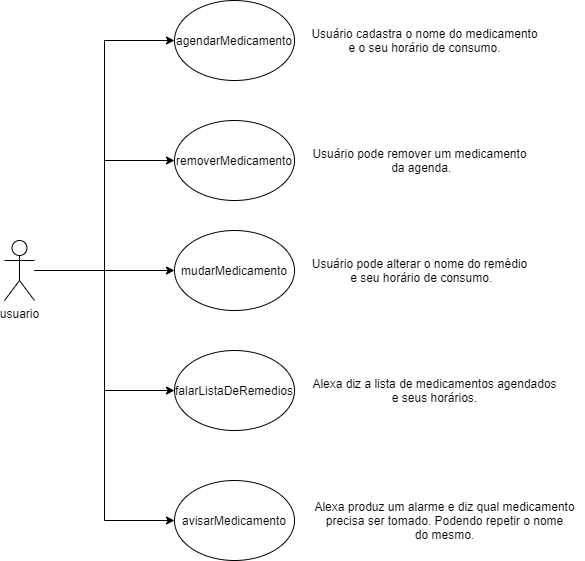 agendarMedicamento
Usuário cadastra o nome do medicamento
e o seu horário de consumo.
removerMedicamento
Usuário pode remover um medicamento
da agenda.
mudarMedicamento
Usuário pode alterar o nome do remédio
e seu horário de consumo.
usuario
falarListaDeRemedios
Alexa diz a lista de medicamentos agendados
e seus horários.
avisarMedicamento
Alexa produz um alarme e diz qual medicamento
precisa ser tomado. Podendo repetir o nome
do mesmo.